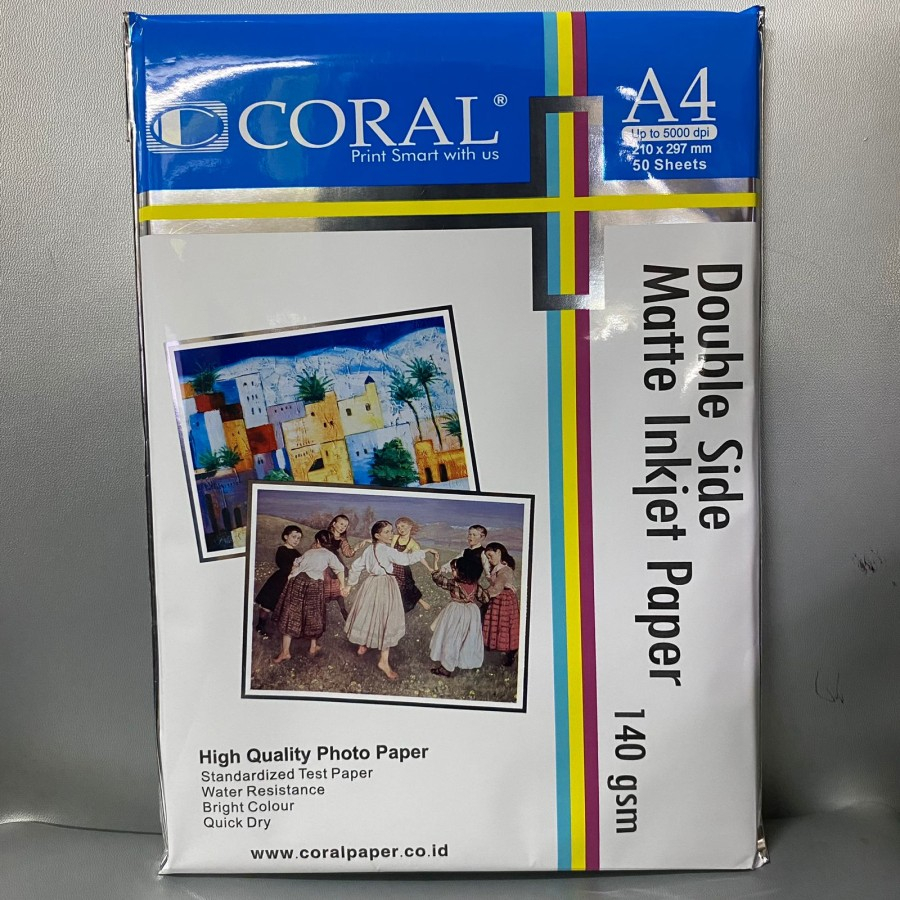 CORAL®
Print Smart with us
A4
Up to 5000 dpi
210 x 297 mm
50 Sheets
Double Side
Matte Inkjet Paper
140 gsm
High Quality Photo Paper
Standardized Test Paper
Water Resistance
Bright Colour
Quick Dry
www.coralpaper.co.id